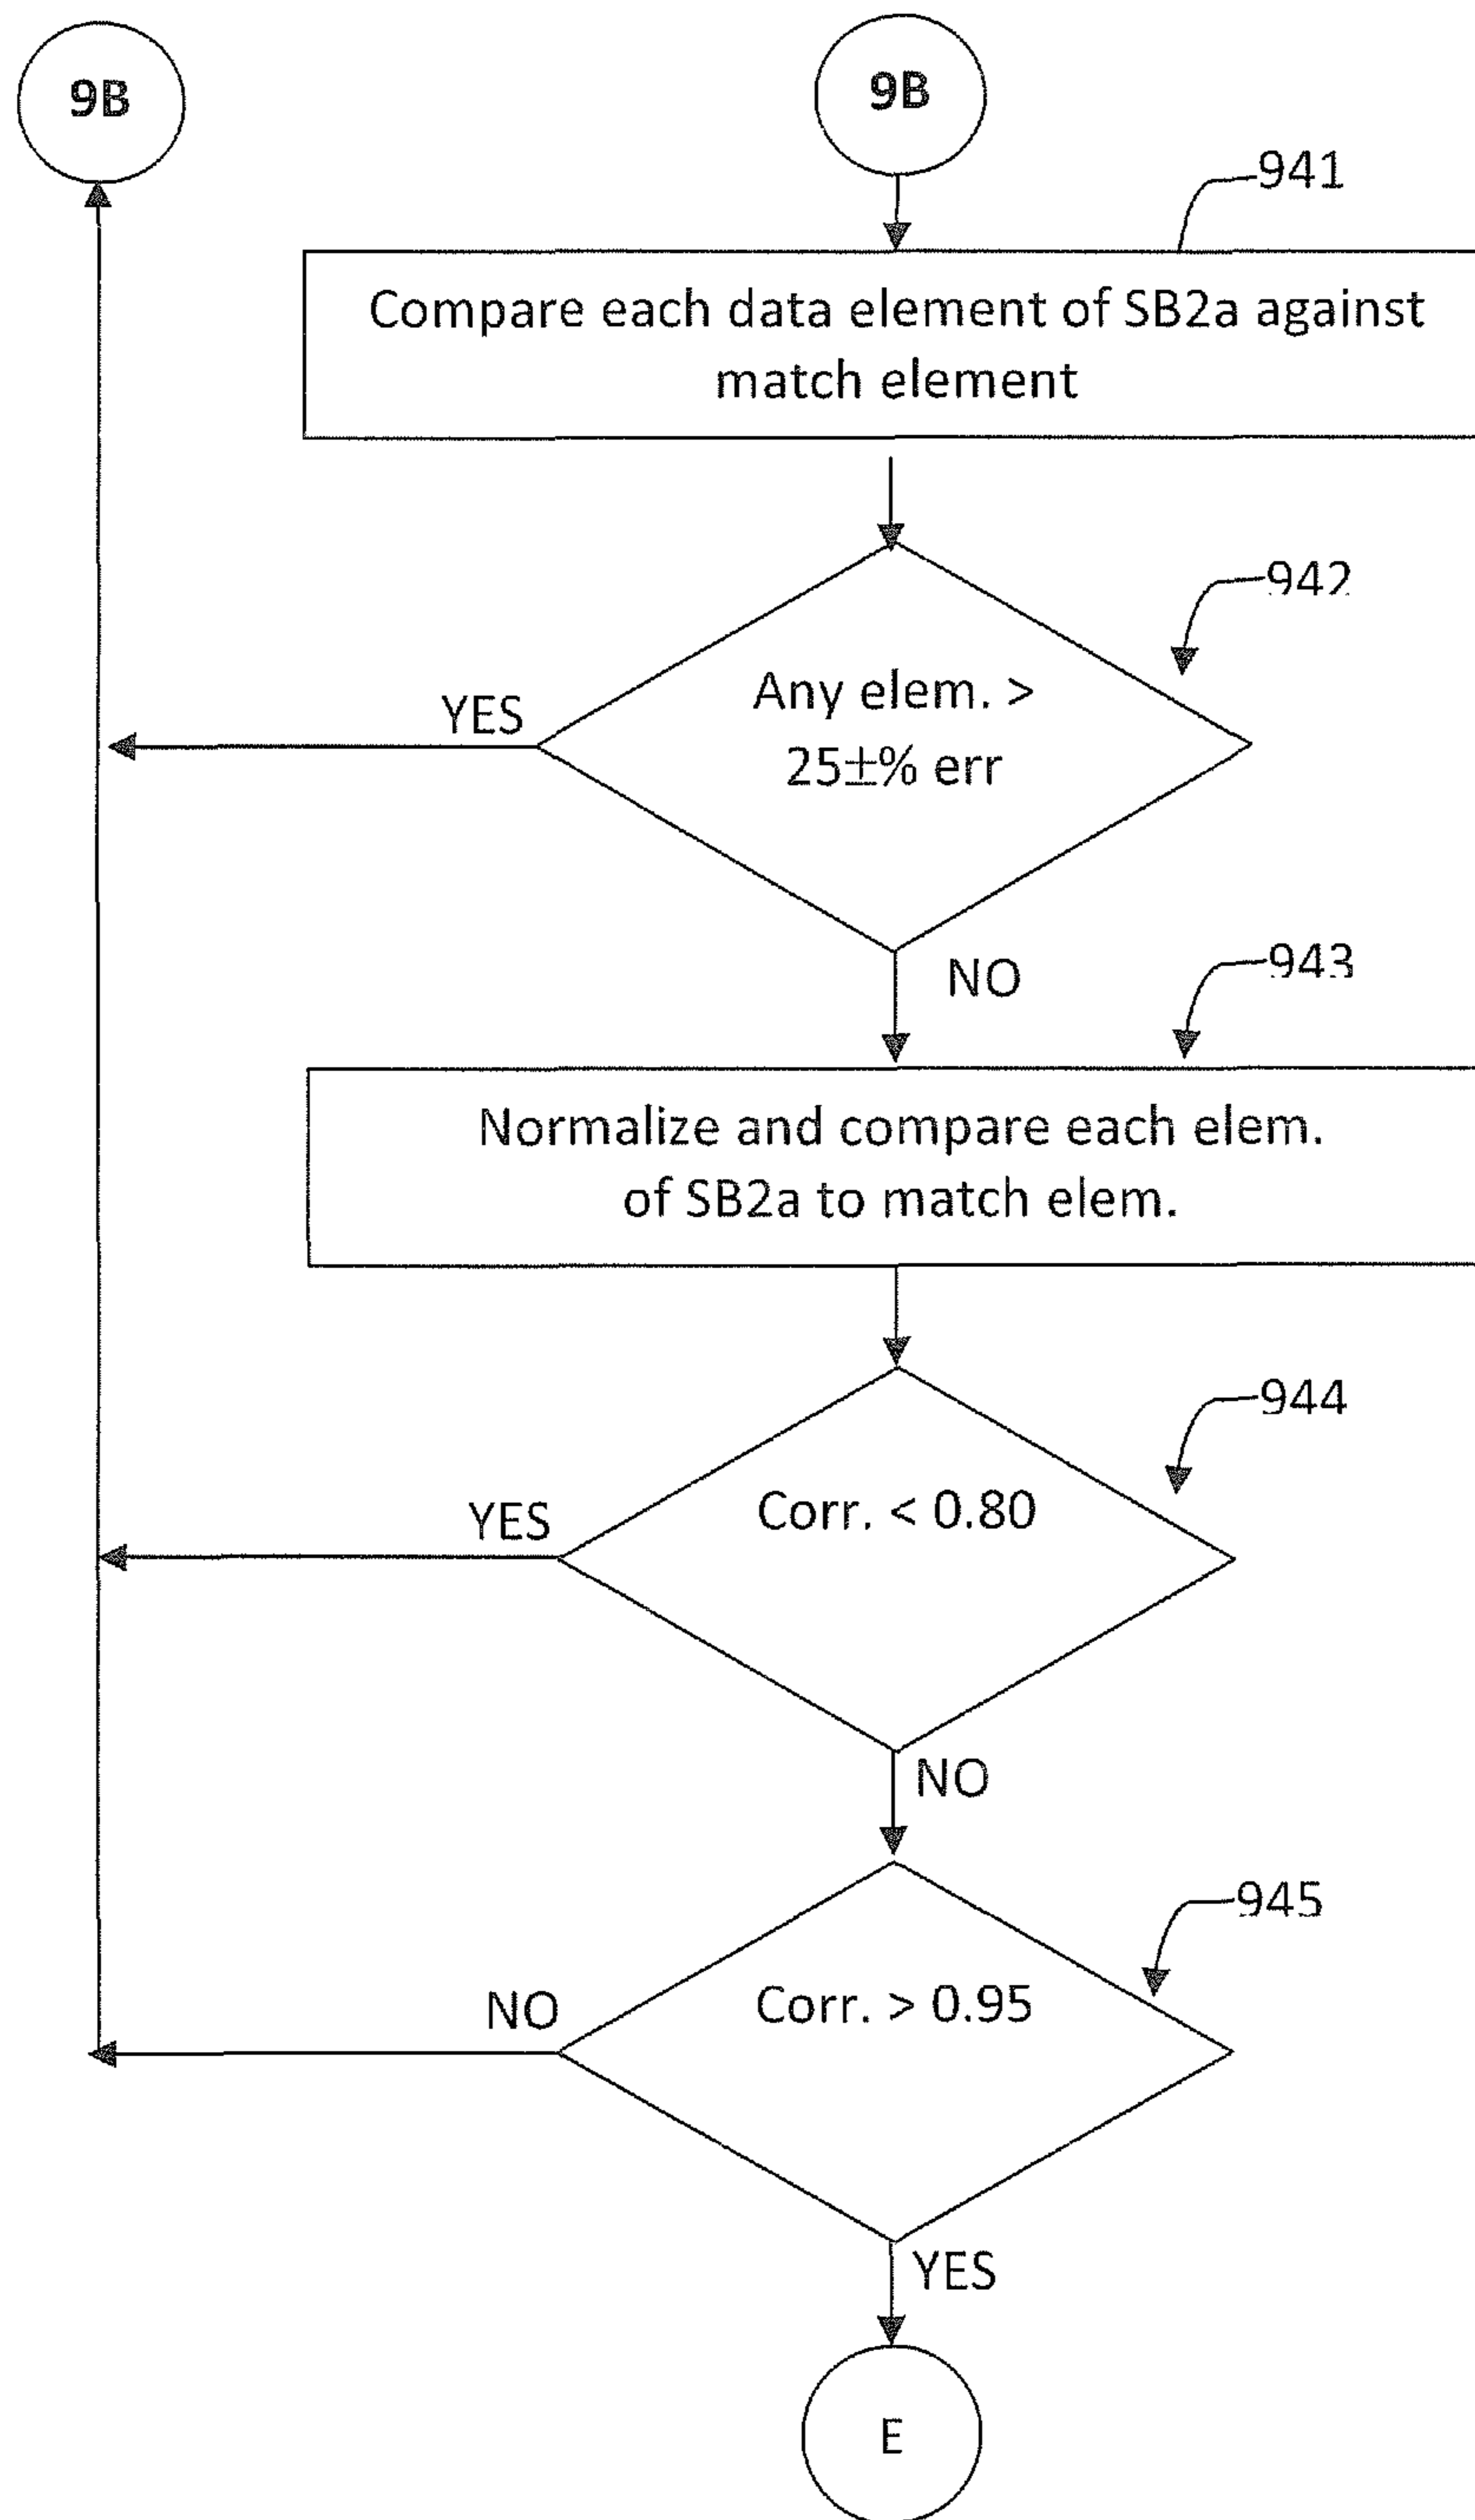 9B
9B
941
Compare each data element of SB2a against
match element
942
Any elem. >
25±% err
YES
NO
943
Normalize and compare each elem.
of SB2a to match elem.
944
Corr. < 0.80
YES
NO
945
Corr. > 0.95
NO
YES
E